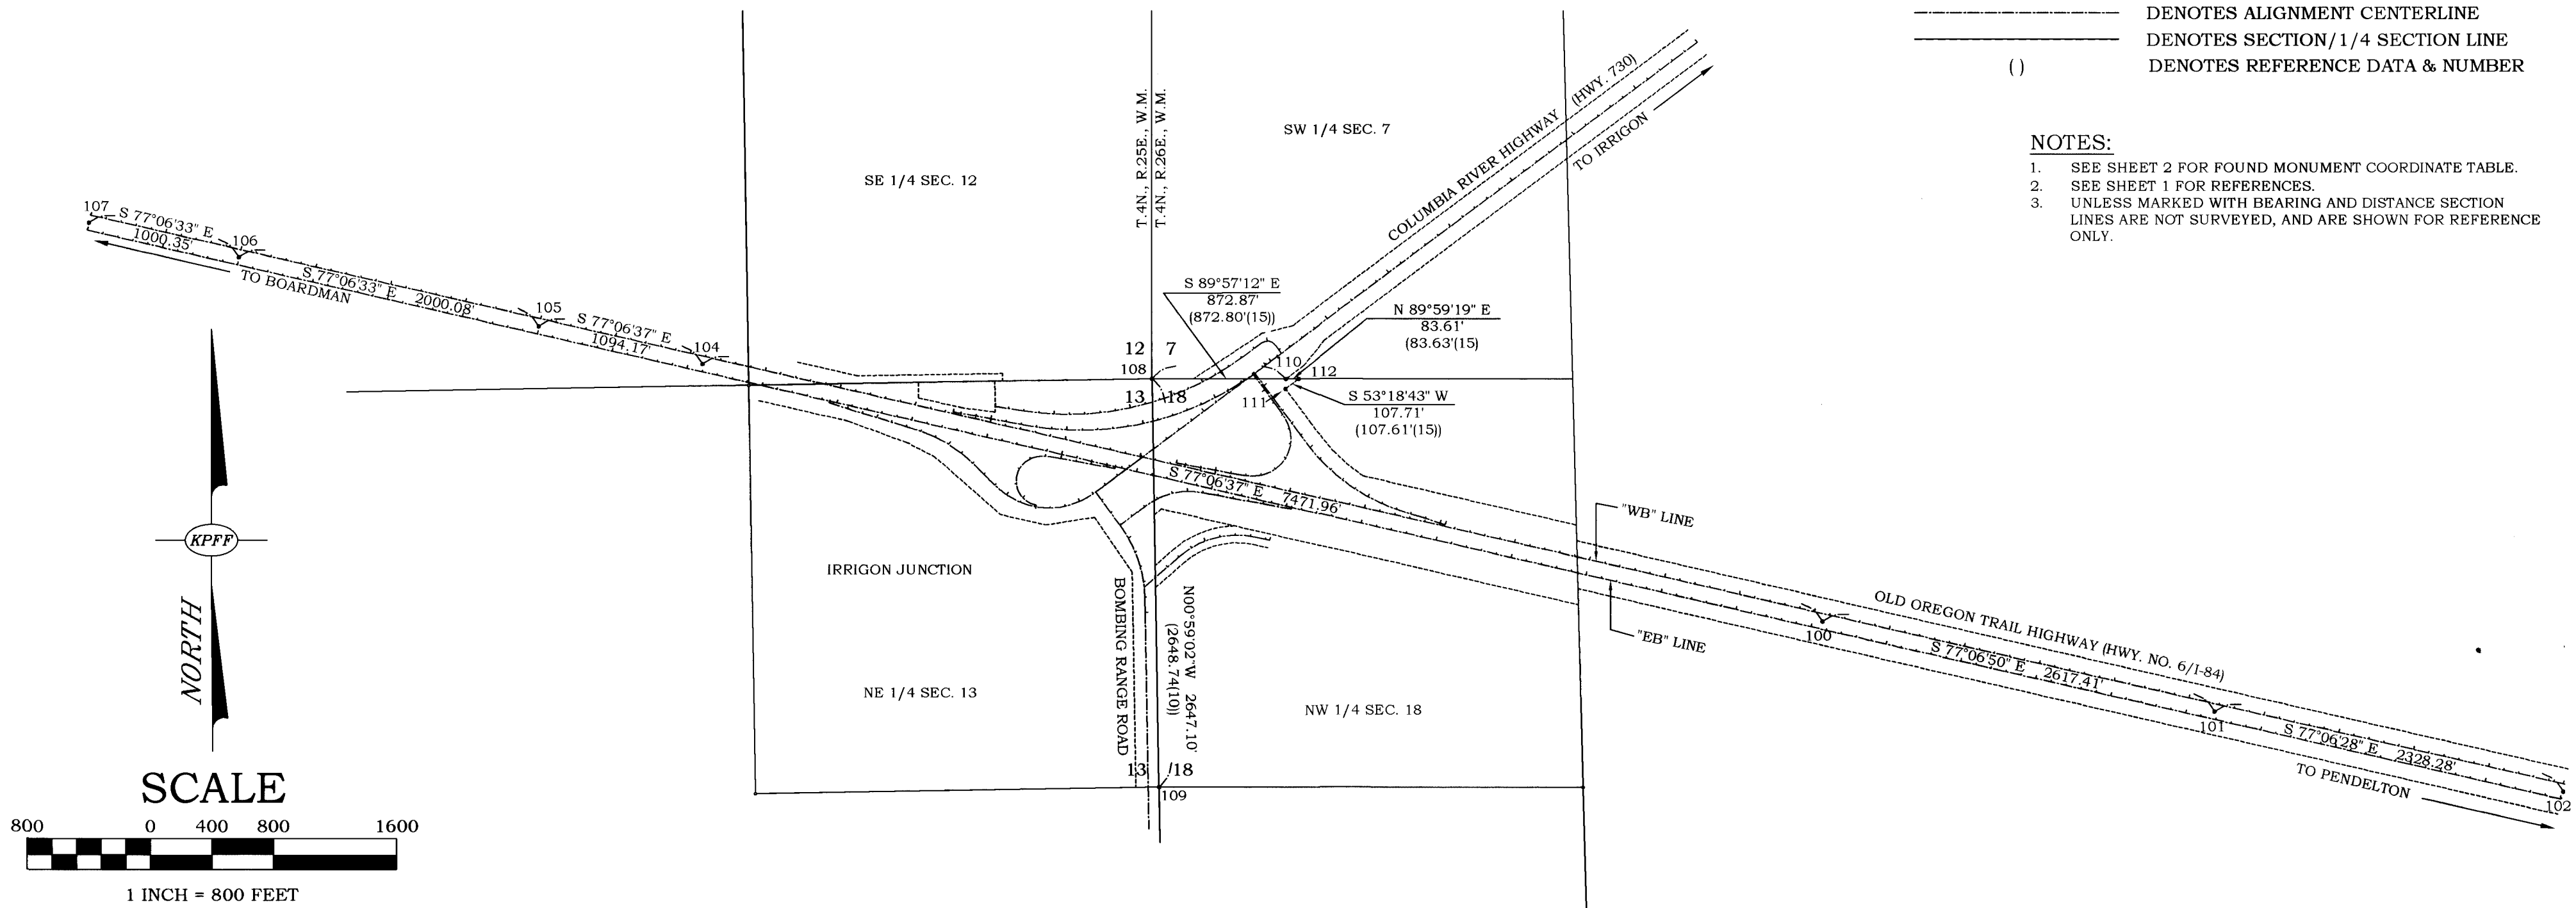 DENOTES ALIGNMENT CENTERLINE
DENOTES SECTION/1/4 SECTION LINE
( ) DENOTES REFERENCE DATA & NUMBER
NOTES:
1. SEE SHEET 2 FOR FOUND MONUMENT COORDINATE TABLE.
2. SEE SHEET 1 FOR REFERENCES.
3. UNLESS MARKED WITH BEARING AND DISTANCE SECTION
LINES ARE NOT SURVEYED, AND ARE SHOWN FOR REFERENCE
ONLY.
T.4N., R.25E., W.M.
T.4N., R.26E., W.M.
SW 1/4 SEC. 7
SE 1/4 SEC. 12
COLUMBIA RIVER HIGHWAY (HWY. 730)
TO IRRIGON
107
S 77°06'33" E
1000.35'
106
S 77°06'33" E 2000.08'
TO BOARDMAN
105
S 77°06'37" E
1094.17'
104
S 89°57'12" E
872.87'
(872.80'(15))
N 89°59'19" E
83.61'
(83.63'(15)
12 7
108
13 18
110
112
111
S 53°18'43" W
107.71'
(107.61'(15))
S 77°06'37" E 7471.96'
"WB" LINE
"EB" LINE
IRRIGON JUNCTION
BOMBING RANGE ROAD
N00°59'02"W 2647.10'
(2648.74(10))
NE 1/4 SEC. 13
NW 1/4 SEC. 18
13 18
109
OLD OREGON TRAIL HIGHWAY (HWY. NO. 6/I-84)
100
S 77°06'50" E 2617.41'
101
S 77°06'28" E 2328.28'
TO PENDELTON
102
KPFF
NORTH
SCALE
800 0 400 800 1600
1 INCH = 800 FEET